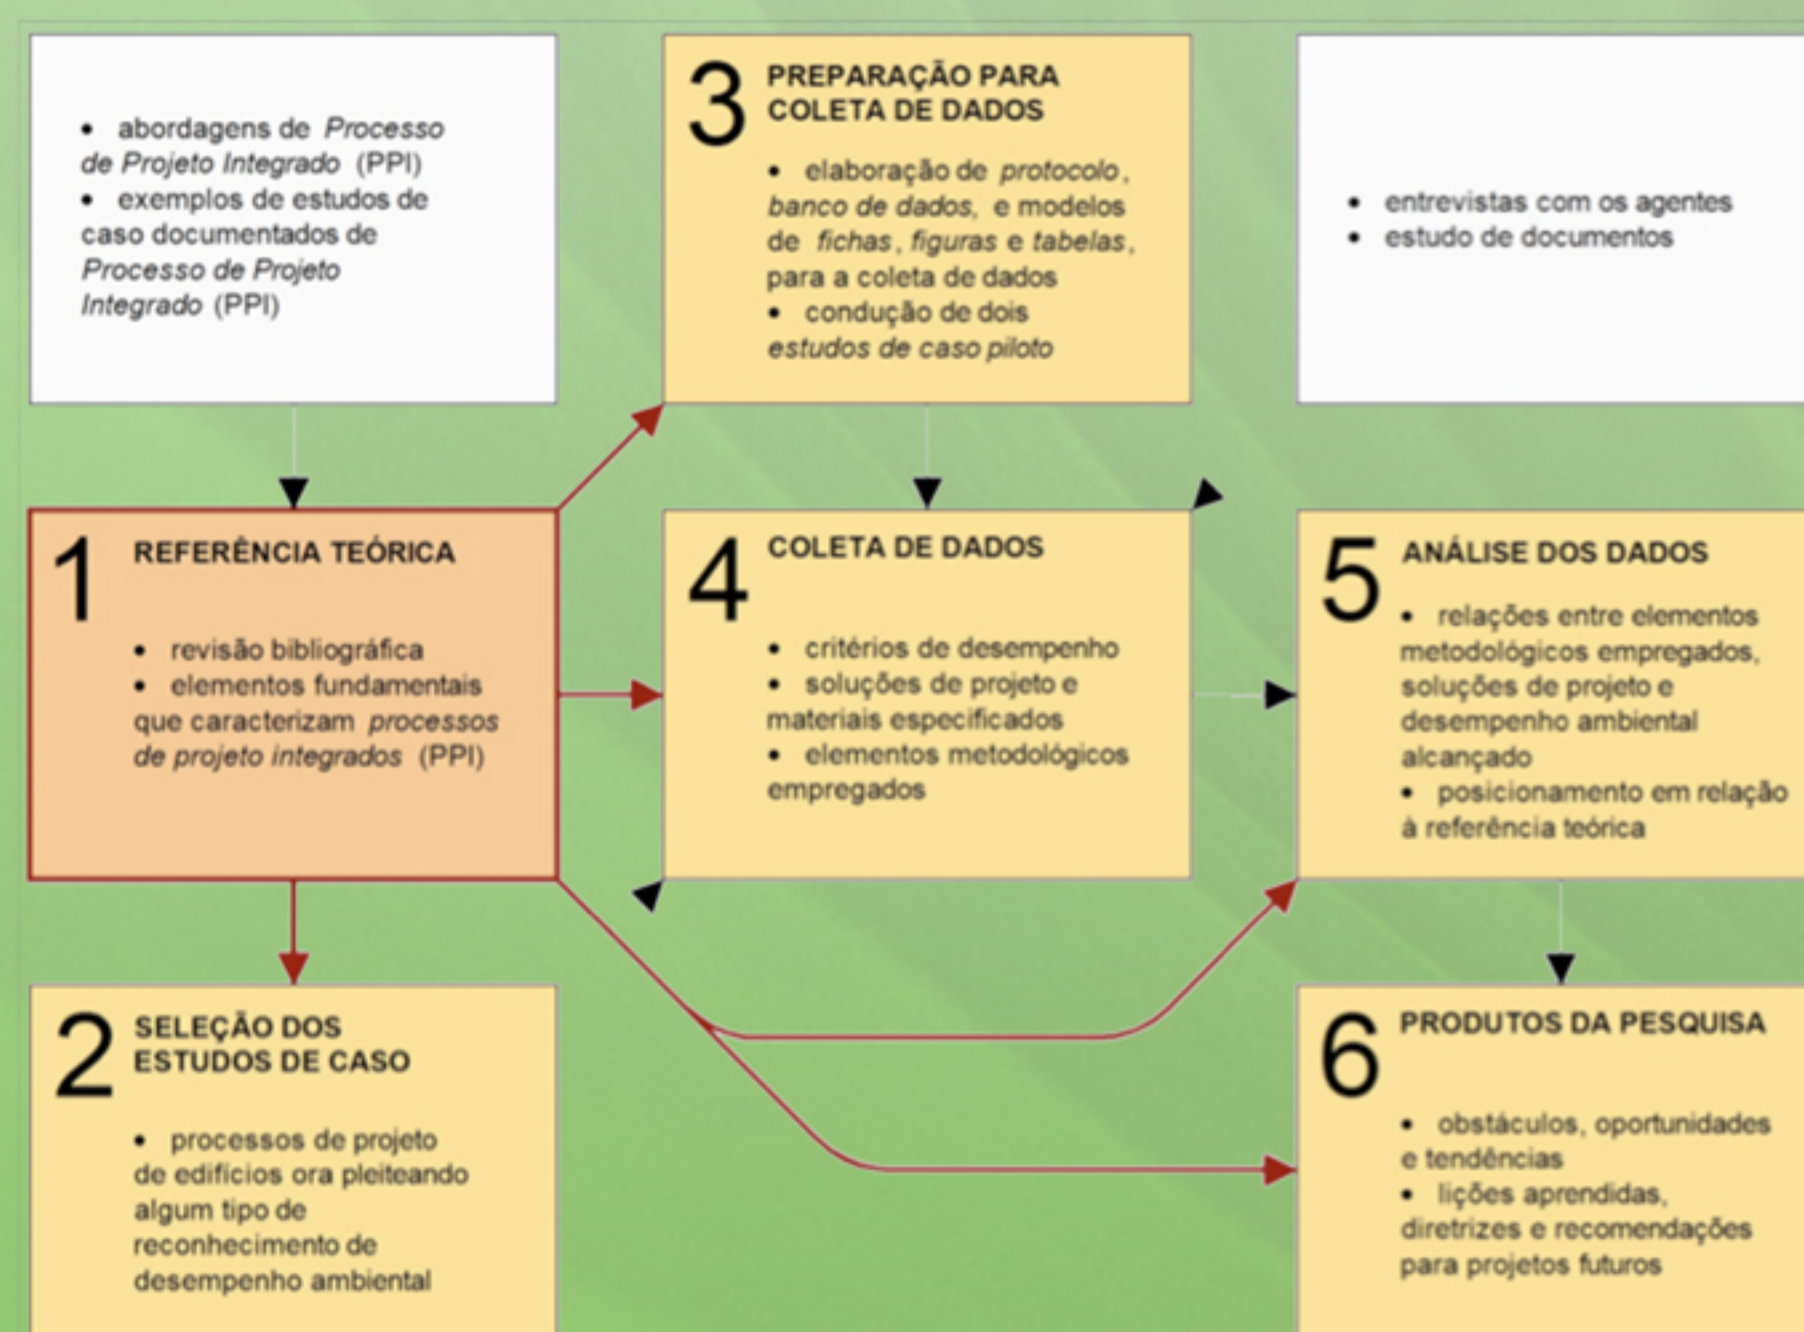 • abordagens de Processo
de Projeto Integrado (PPI)
• exemplos de estudos de
caso documentados de
Processo de Projeto
Integrado (PPI)
3 PREPARAÇÃO PARA
COLETA DE DADOS
• elaboração de protocolo,
banco de dados, e modelos
de fichas, figuras e tabelas,
para a coleta de dados
• condução de dois
estudos de caso piloto
• entrevistas com os agentes
• estudo de documentos
1 REFERÊNCIA TEÓRICA
• revisão bibliográfica
• elementos fundamentais
que caracterizam processos
de projeto integrados (PPI)
4 COLETA DE DADOS
• critérios de desempenho
• soluções de projeto e
materiais especificados
• elementos metodológicos
empregados
5 ANÁLISE DOS DADOS
• relações entre elementos
metodológicos empregados,
soluções de projeto e
desempenho ambiental
alcançado
• posicionamento em relação
à referência teórica
2 SELEÇÃO DOS
ESTUDOS DE CASO
• processos de projeto
de edifícios ora pleiteando
algum tipo de
reconhecimento de
desempenho ambiental
6 PRODUTOS DA PESQUISA
• obstáculos, oportunidades
e tendências
• lições aprendidas,
diretrizes e recomendações
para projetos futuros